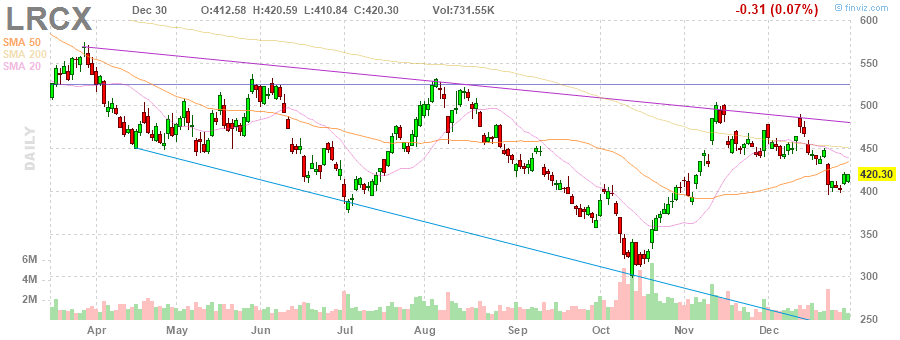 LRCX Dec 30 O:412.58 H:420.59 L:410.84 C:420.30 Vol:731.55K -0.31 (0.07%) © finviz.com
SMA 50
SMA 200
SMA 20
DAILY
600
550
500
450
420.30
400
350
300
250
6M
4M
2M
Apr May Jun Jul Aug Sep Oct Nov Dec